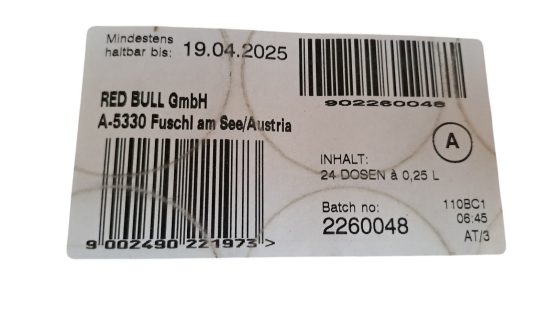 Mindestens
haltbar bis: 19.04.2025
902260048
RED BULL GmbH
A-5330 Fuschl am See/Austria
A
INHALT:
24 DOSEN à 0,25 L
Batch no:
2260048
110BC1
06:45
AT/3
9 002490 221973 >